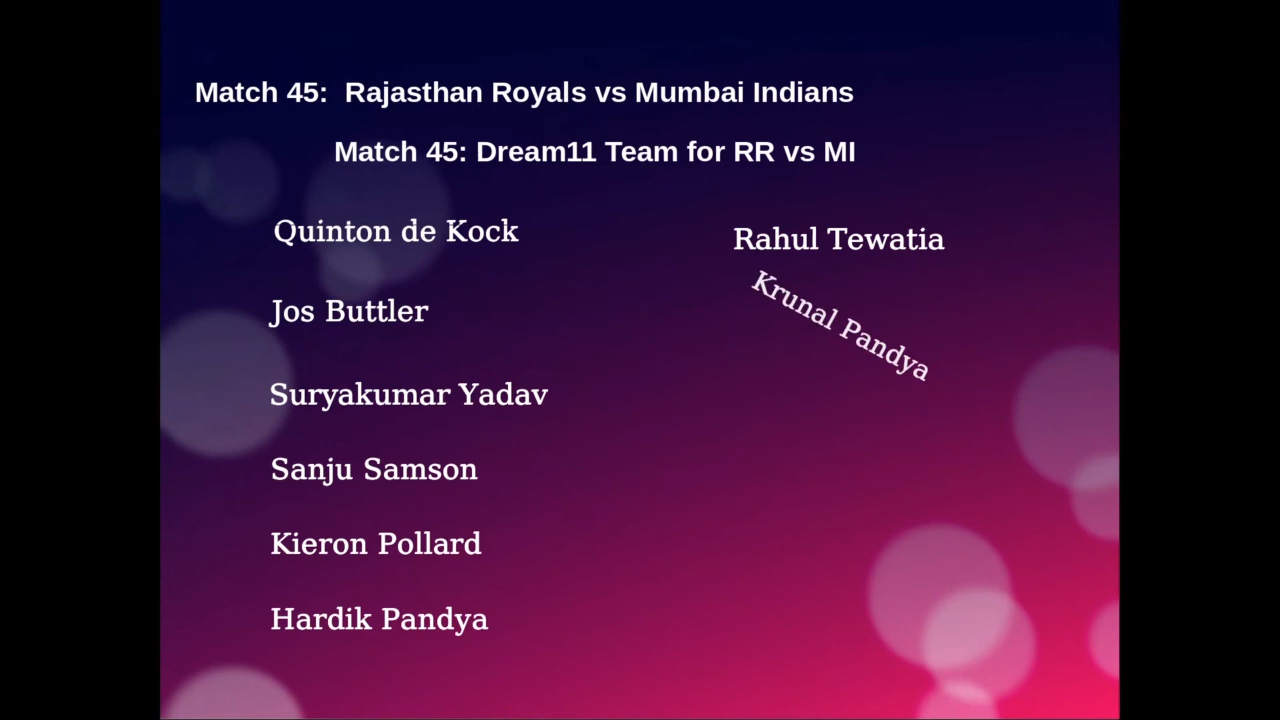 Match 45:  Rajasthan Royals vs Mumbai Indians
Match 45: Dream11 Team for RR vs MI
Quinton de Kock
Jos Buttler
Suryakumar Yadav
Sanju Samson
Kieron Pollard
Hardik Pandya
Rahul Tewatia
Krunal Pandya